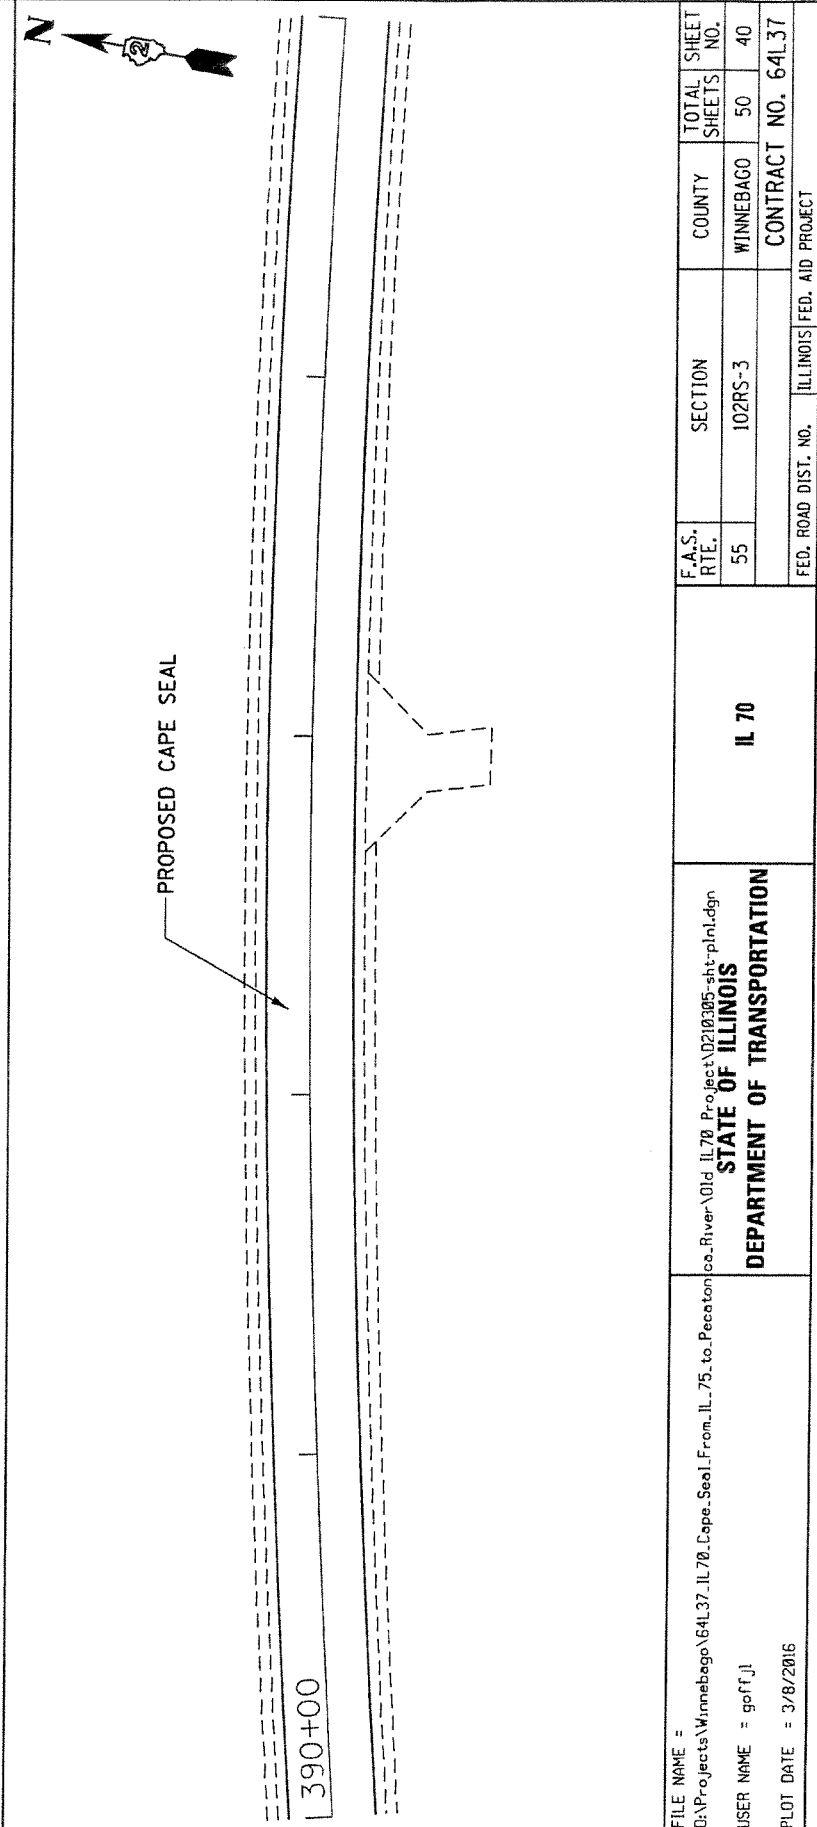 N
2
PROPOSED CAPE SEAL
390+00
FILE NAME =
D:\Projects\Winnebago\64L37_IL70_Cape_Seal_From_IL_75_to_Pecatonica_River\Old IL70 Project\D210305-sht-pln1.dgn
USER NAME = goffjl
PLOT DATE = 3/8/2016
STATE OF ILLINOIS
DEPARTMENT OF TRANSPORTATION
IL 70
F.A.S. RTE.
SECTION
COUNTY
TOTAL SHEETS
SHEET NO.
55
102RS-3
WINNEBAGO
50
40
CONTRACT NO. 64L37
FED. ROAD DIST. NO.
ILLINOIS
FED. AID PROJECT